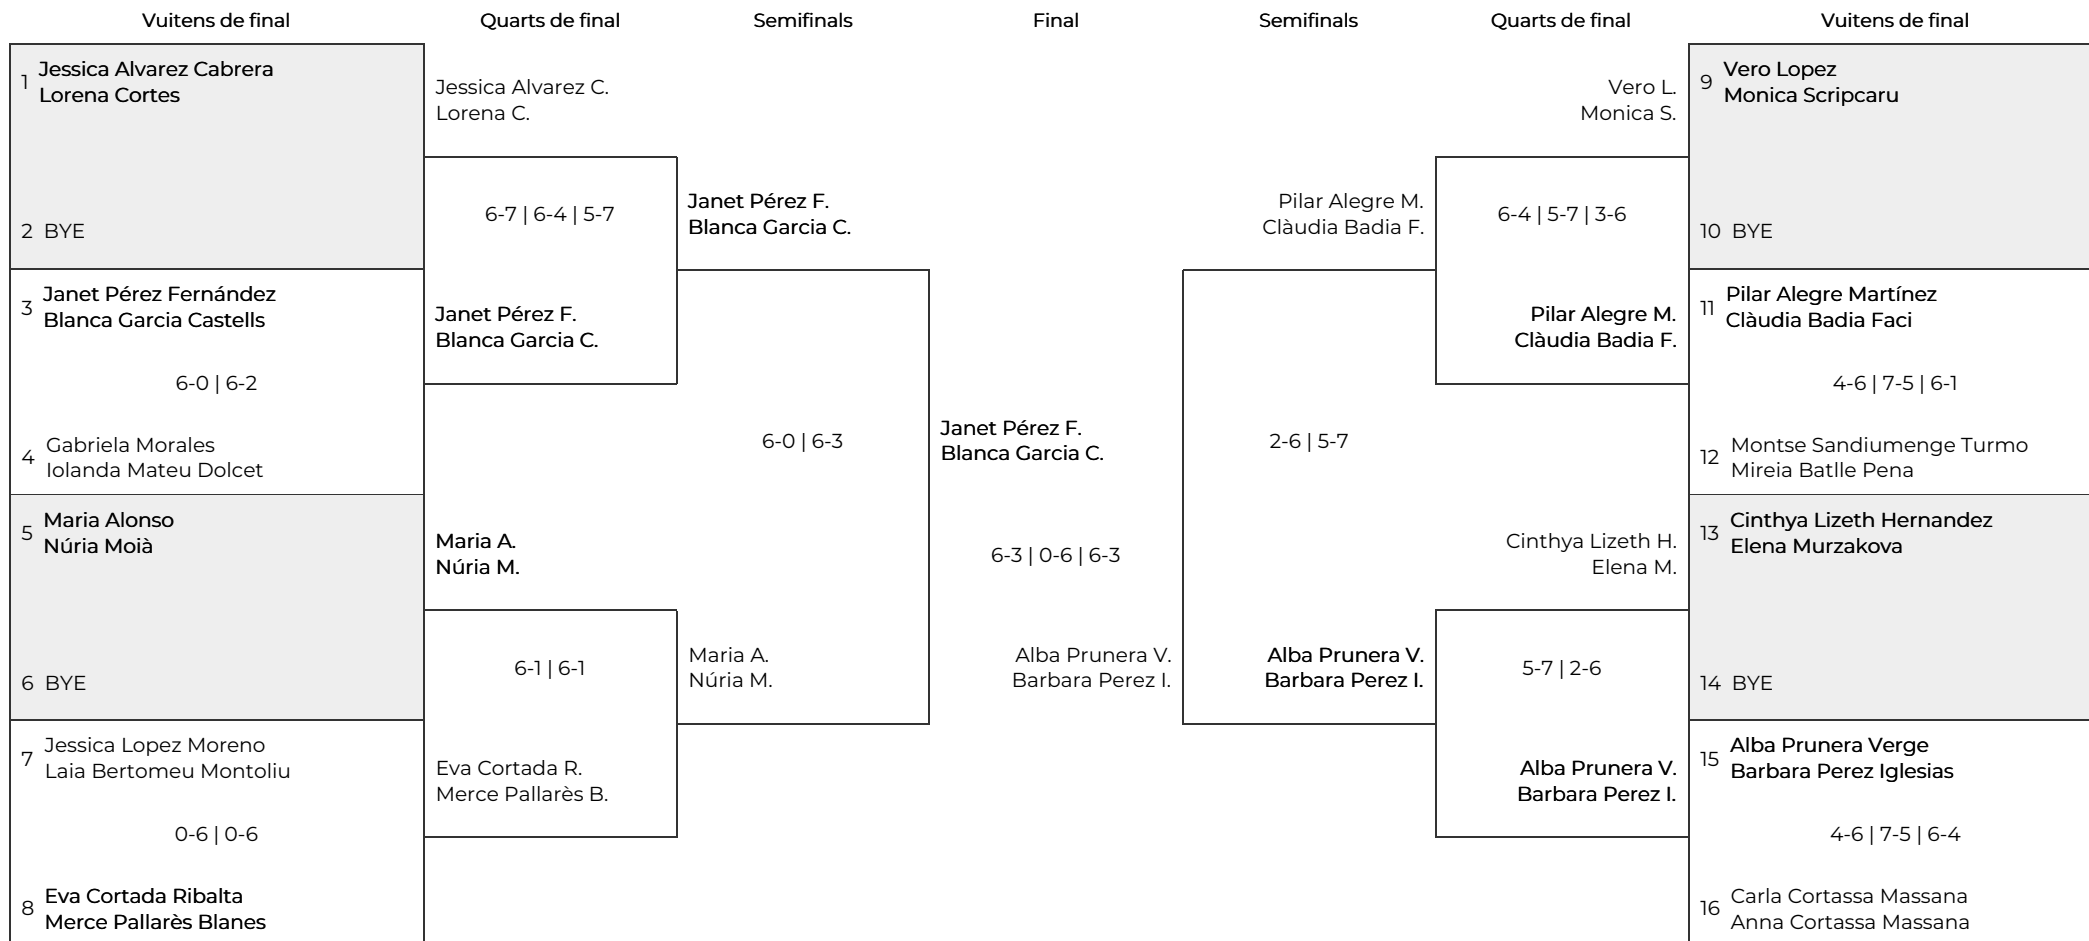 Vuitens de final
Quarts de final
Semifinals
Final
Semifinals
Quarts de final
Vuitens de final
1
Jessica Alvarez Cabrera
Lorena Cortes
2 BYE
3
Janet Pérez Fernández
Blanca Garcia Castells
6-0 | 6-2
4
Gabriela Morales
Iolanda Mateu Dolcet
5
Maria Alonso
Núria Moià
6 BYE
7
Jessica Lopez Moreno
Laia Bertomeu Montoliu
0-6 | 0-6
8
Eva Cortada Ribalta
Merce Pallarès Blanes
Jessica Alvarez C.
Lorena C.
6-7 | 6-4 | 5-7
Janet Pérez F.
Blanca Garcia C.
Maria A.
Núria M.
6-1 | 6-1
Eva Cortada R.
Merce Pallarès B.
Janet Pérez F.
Blanca Garcia C.
6-0 | 6-3
Maria A.
Núria M.
Janet Pérez F.
Blanca Garcia C.
6-3 | 0-6 | 6-3
Alba Prunera V.
Barbara Perez I.
Pilar Alegre M.
Clàudia Badia F.
2-6 | 5-7
Alba Prunera V.
Barbara Perez I.
Vero L.
Monica S.
6-4 | 5-7 | 3-6
Pilar Alegre M.
Clàudia Badia F.
Cinthya Lizeth H.
Elena M.
5-7 | 2-6
Alba Prunera V.
Barbara Perez I.
9
Vero Lopez
Monica Scripcaru
10 BYE
11
Pilar Alegre Martínez
Clàudia Badia Faci
4-6 | 7-5 | 6-1
12
Montse Sandiumenge Turmo
Mireia Batlle Pena
13
Cinthya Lizeth Hernandez
Elena Murzakova
14 BYE
15
Alba Prunera Verge
Barbara Perez Iglesias
4-6 | 7-5 | 6-4
16
Carla Cortassa Massana
Anna Cortassa Massana